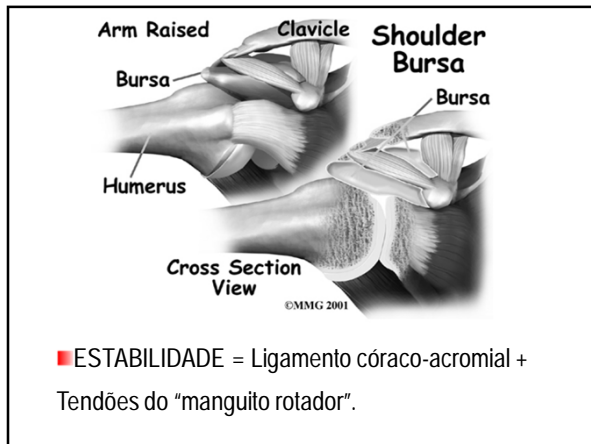 Arm Raised
Clavicle
Shoulder
Bursa
Bursa
Bursa
Humerus
Cross Section
View
©MMG 2001
ESTABILIDADE = Ligamento córaco-acromial +
Tendões do “manguito rotador”.